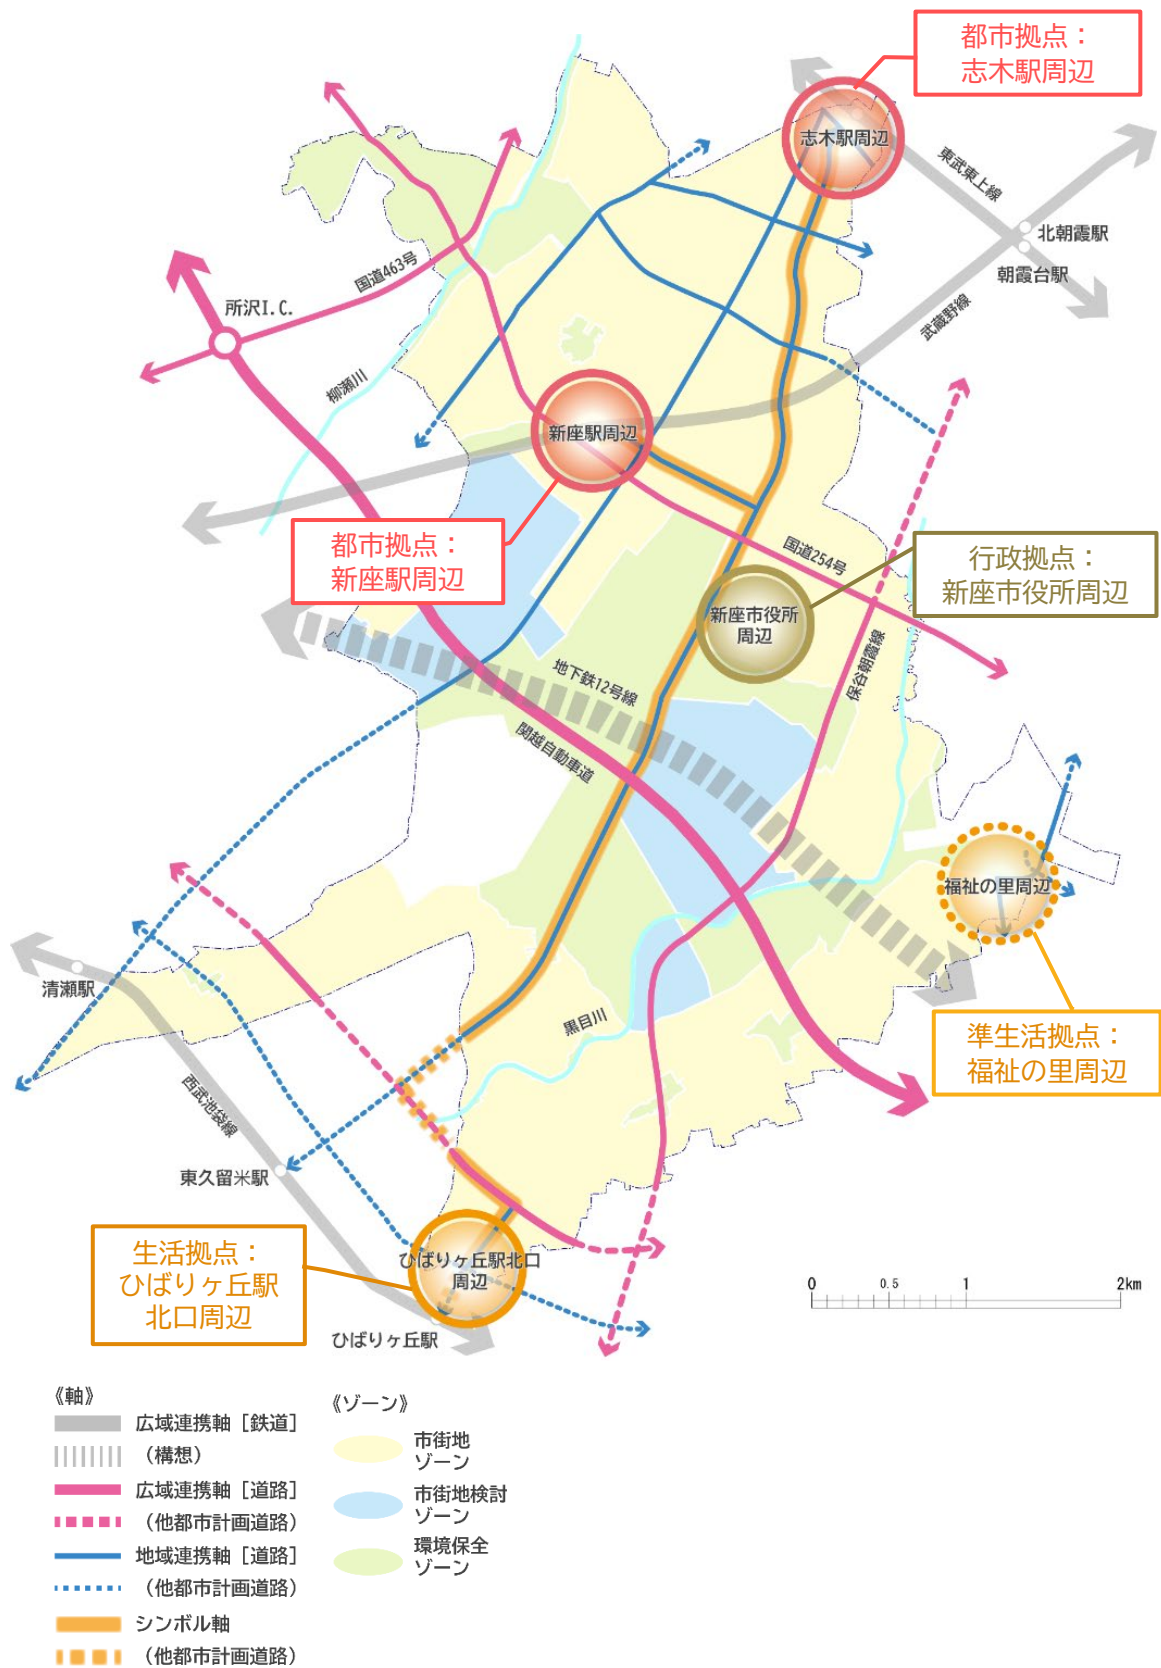 都市拠点：
志木駅周辺
志木駅周辺
東武東上線
北朝霞駅
朝霞台駅
国道463号
所沢I.C.
武蔵野線
柳瀬川
新座駅周辺
都市拠点：
新座駅周辺
国道254号
行政拠点：
新座市役所周辺
新座市役所
周辺
地下鉄12号線
保谷朝霞線
関越自動車道
福祉の里周辺
清瀬駅
黒目川
準生活拠点：
福祉の里周辺
西武池袋線
東久留米駅
生活拠点：
ひばりヶ丘駅
北口周辺
ひばりヶ丘駅北口
周辺
ひばりヶ丘駅
0 0.5 1 2km
《軸》
広域連携軸［鉄道］
（構想）
広域連携軸［道路］
（他都市計画道路）
地域連携軸［道路］
（他都市計画道路）
シンボル軸
（他都市計画道路）
《ゾーン》
市街地
ゾーン
市街地検討
ゾーン
環境保全
ゾーン